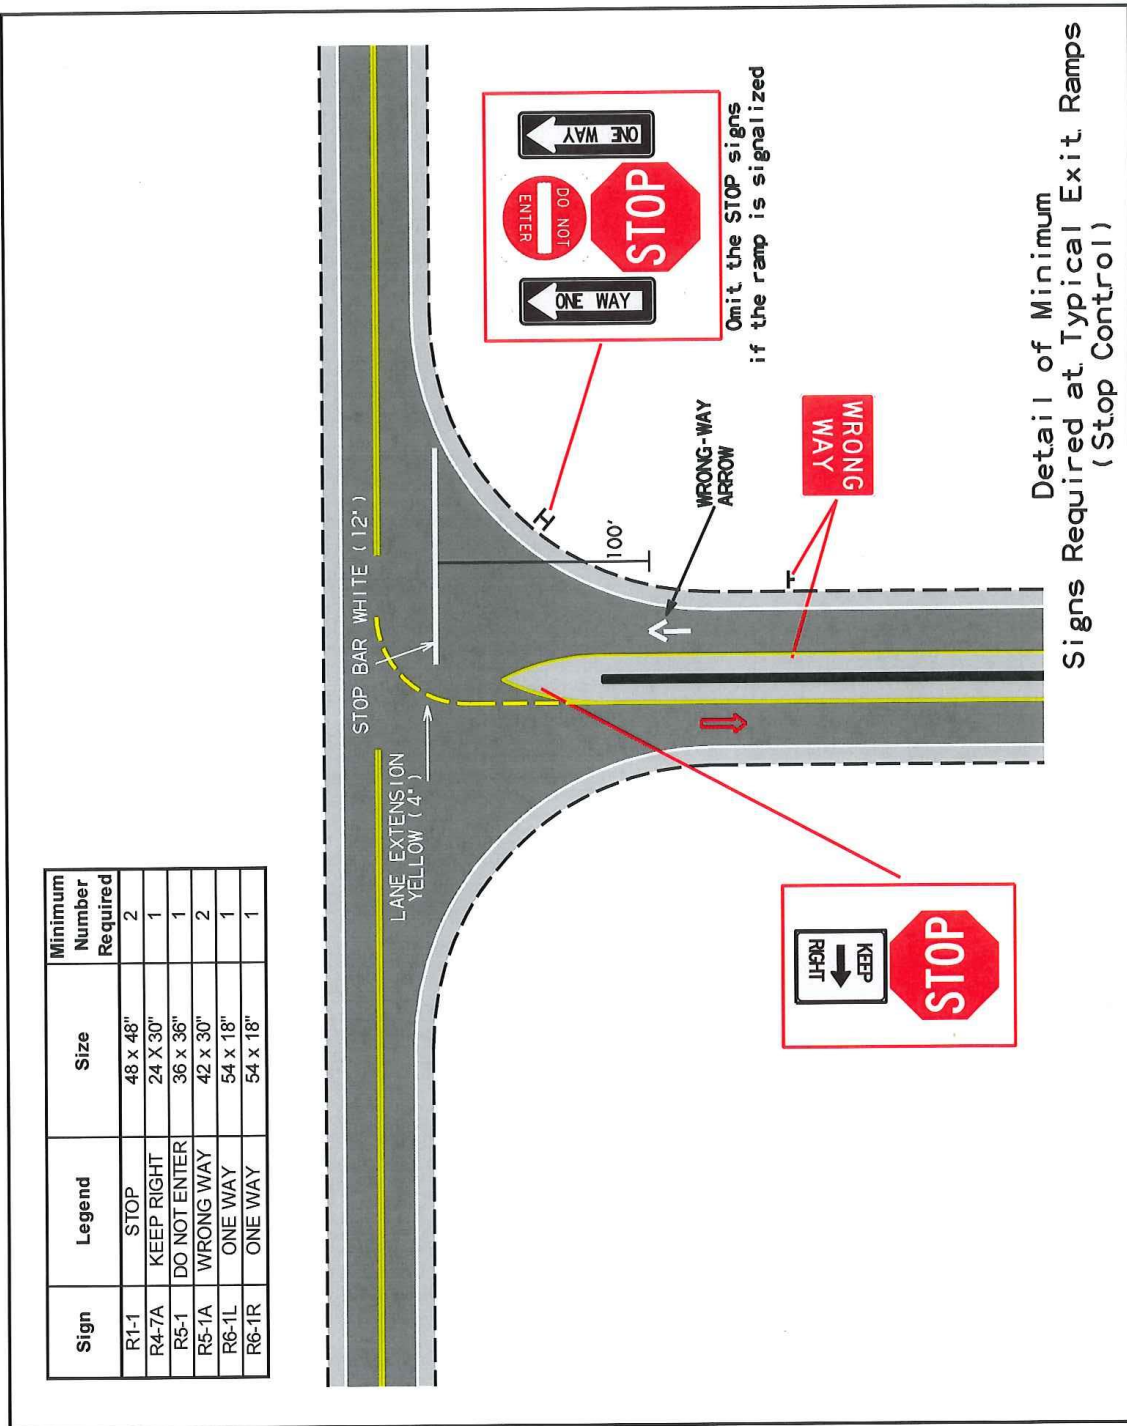 Sign Legend Size Minimum Number Required
R1-1 STOP 48 x 48" 2
R4-7A KEEP RIGHT 24 X 30" 1
R5-1 DO NOT ENTER 36 x 36" 1
R5-1A WRONG WAY 42 x 30" 2
R6-1L ONE WAY 54 x 18" 1
R6-1R ONE WAY 54 x 18" 1
STOP BAR WHITE (12")
LANE EXTENSION
YELLOW (4")
ONE WAY
DO NOT
ENTER
ONE WAY
STOP
Omit the STOP signs
if the ramp is signalized
100'
WRONG-WAY
ARROW
WRONG
WAY
KEEP
RIGHT
STOP
Detail of Minimum
Signs Required at Typical Exit Ramps
(Stop Control)